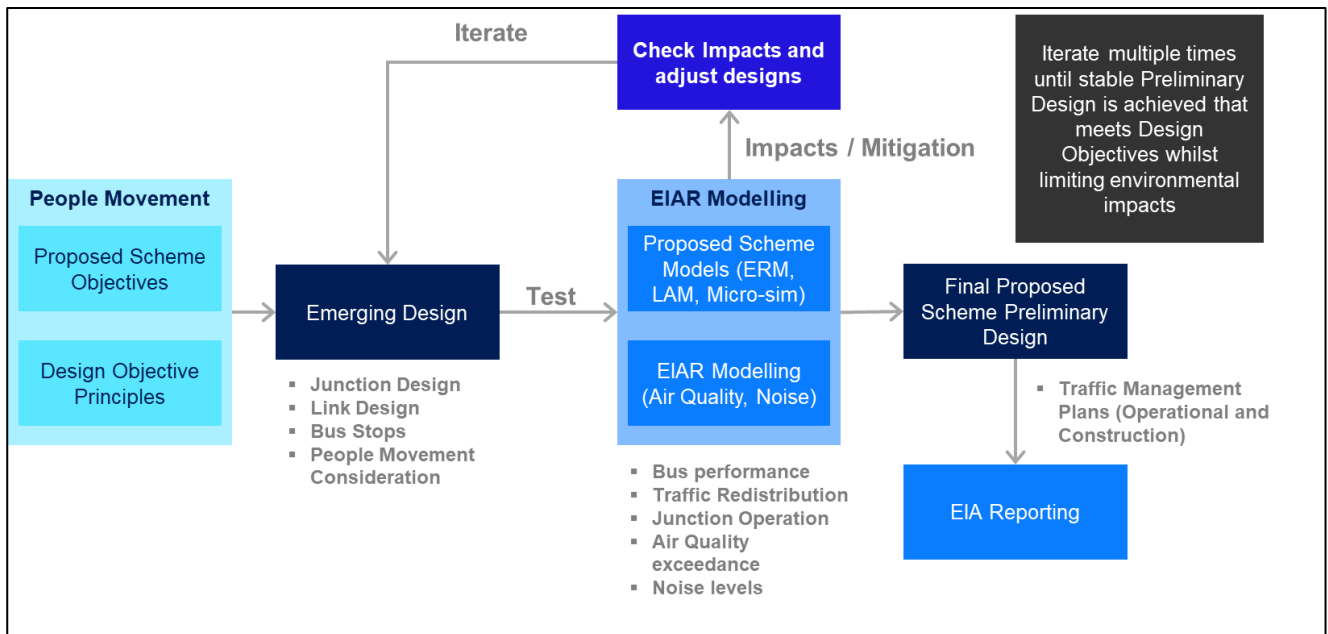 Iterate
Check Impacts and
adjust designs
Iterate multiple times
until stable Preliminary
Design is achieved that
meets Design
Objectives whilst
limiting environmental
impacts
Impacts / Mitigation
People Movement
Proposed Scheme
Objectives
Design Objective
Principles
Emerging Design
▪ Junction Design
▪ Link Design
▪ Bus Stops
▪ People Movement
Consideration
Test
EIAR Modelling
Proposed Scheme
Models (ERM,
LAM, Micro-sim)
EIAR Modelling
(Air Quality, Noise)
▪ Bus performance
▪ Traffic Redistribution
▪ Junction Operation
▪ Air Quality
exceedance
▪ Noise levels
Final Proposed
Scheme Preliminary
Design
▪ Traffic Management
Plans (Operational and
Construction)
EIA Reporting